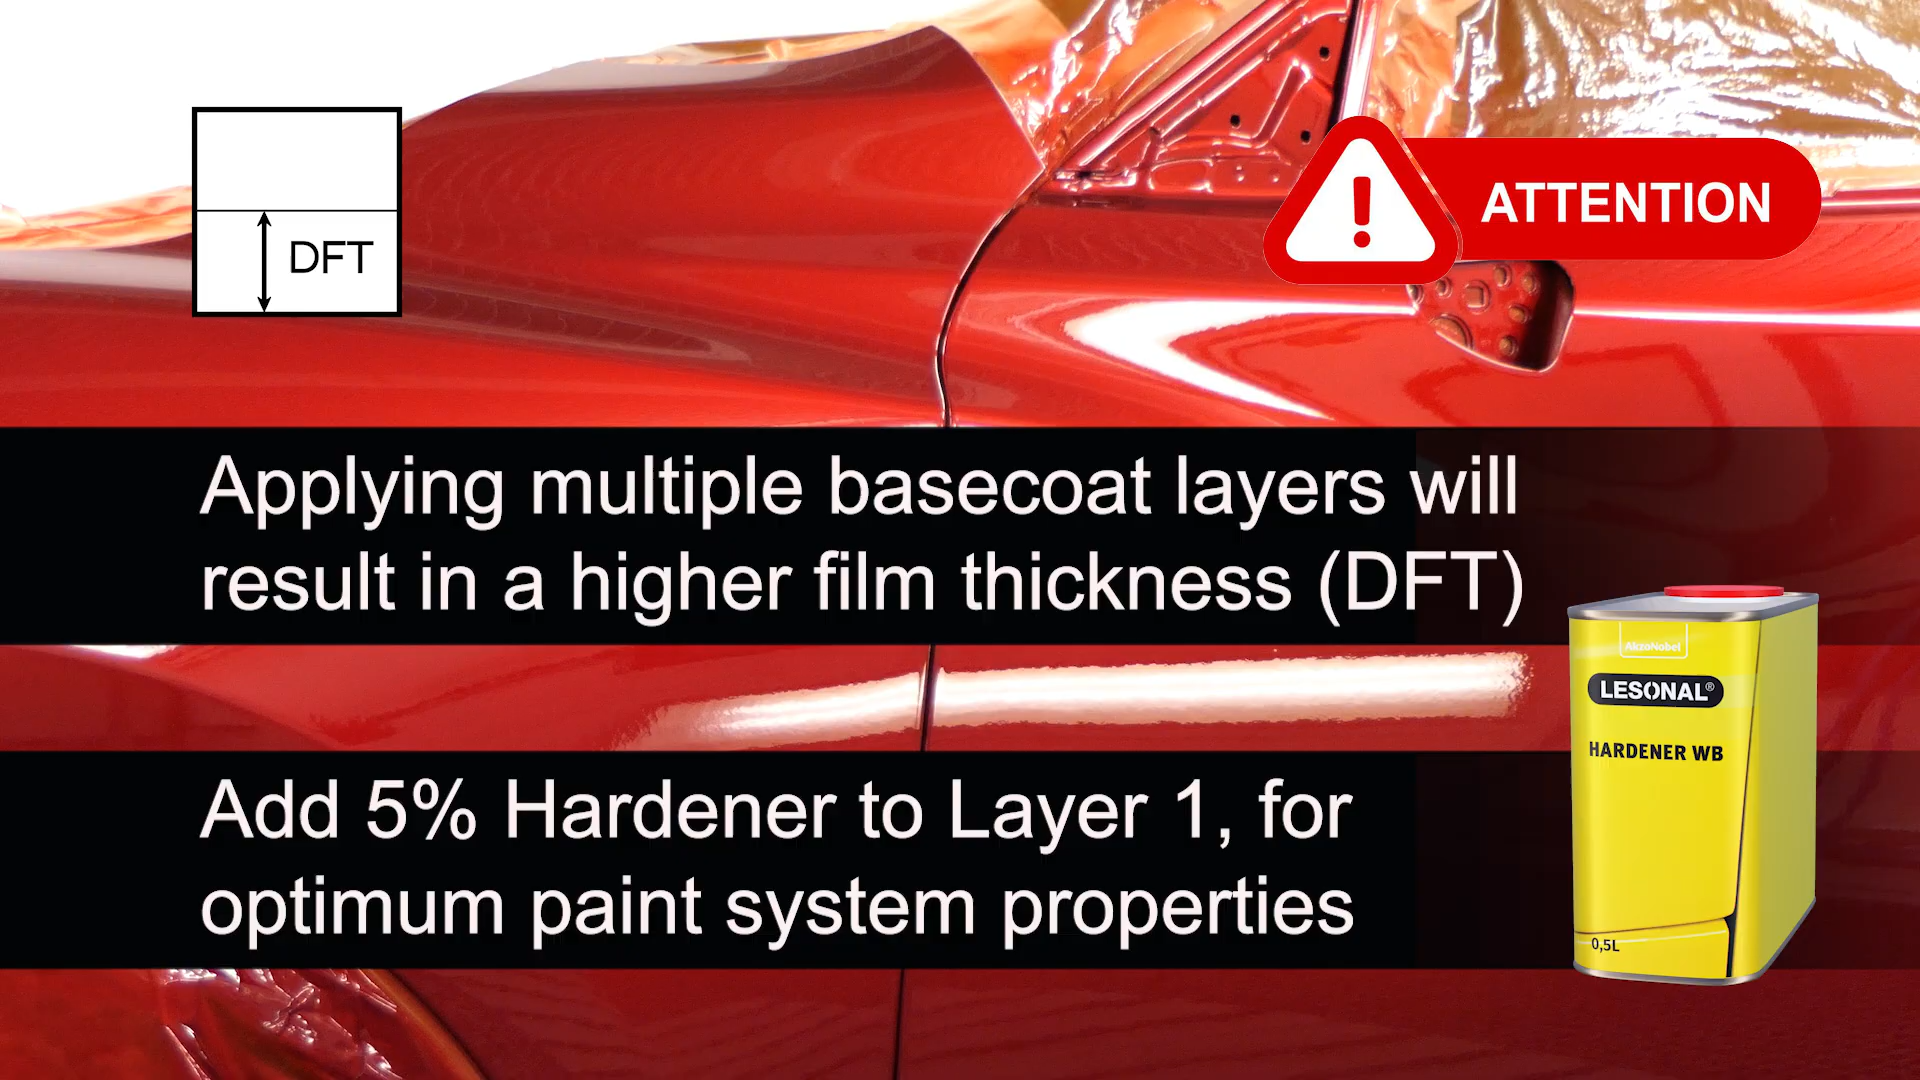 DFT
ATTENTION
Applying multiple basecoat layers will
result in a higher film thickness (DFT)
AkzoNobel
LESONAL®
HARDENER WB
Add 5% Hardener to Layer 1, for
optimum paint system properties
0,5L